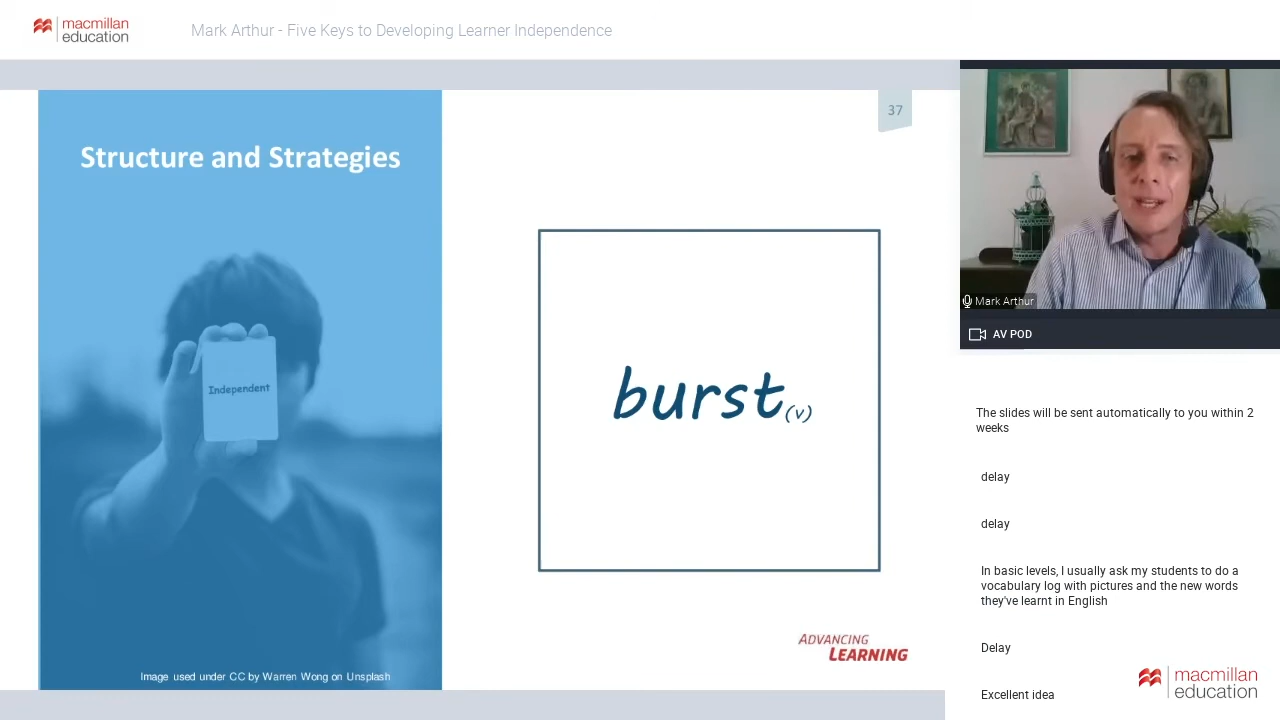 macmillan
education
Mark Arthur - Five Keys to Developing Learner Independence
37
Structure and Strategies
Independent
burst(v)
ADVANCING
LEARNING
Image used under CC by Warren Wong on Unsplash
Mark Arthur
AV POD
The slides will be sent automatically to you within 2
weeks
delay
delay
In basic levels, I usually ask my students to do a
vocabulary log with pictures and the new words
they've learnt in English
Delay
Excellent idea
macmillan
education